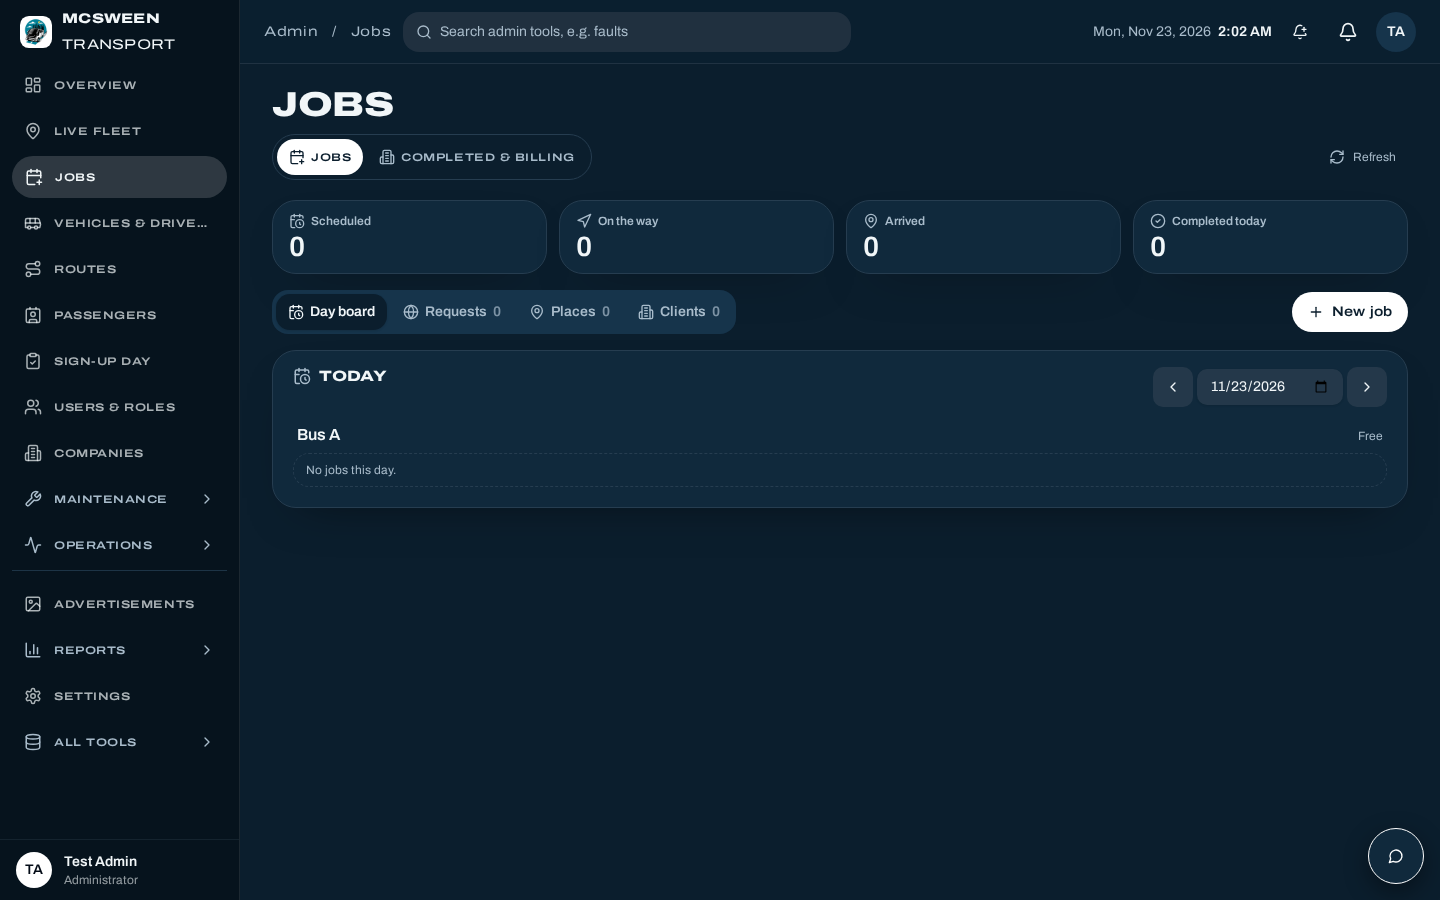 MCSWEEN
TRANSPORT
OVERVIEW
LIVE FLEET
JOBS
VEHICLES & DRIVE...
ROUTES
PASSENGERS
SIGN-UP DAY
USERS & ROLES
COMPANIES
MAINTENANCE
OPERATIONS
ADVERTISEMENTS
REPORTS
SETTINGS
ALL TOOLS
TA
Test Admin
Administrator
Admin / Jobs
Search admin tools, e.g. faults
Mon, Nov 23, 2026 2:02 AM
TA
JOBS
JOBS
COMPLETED & BILLING
Refresh
Scheduled
0
On the way
0
Arrived
0
Completed today
0
Day board
Requests 0
Places 0
Clients 0
New job
TODAY
11/23/2026
Bus A
Free
No jobs this day.